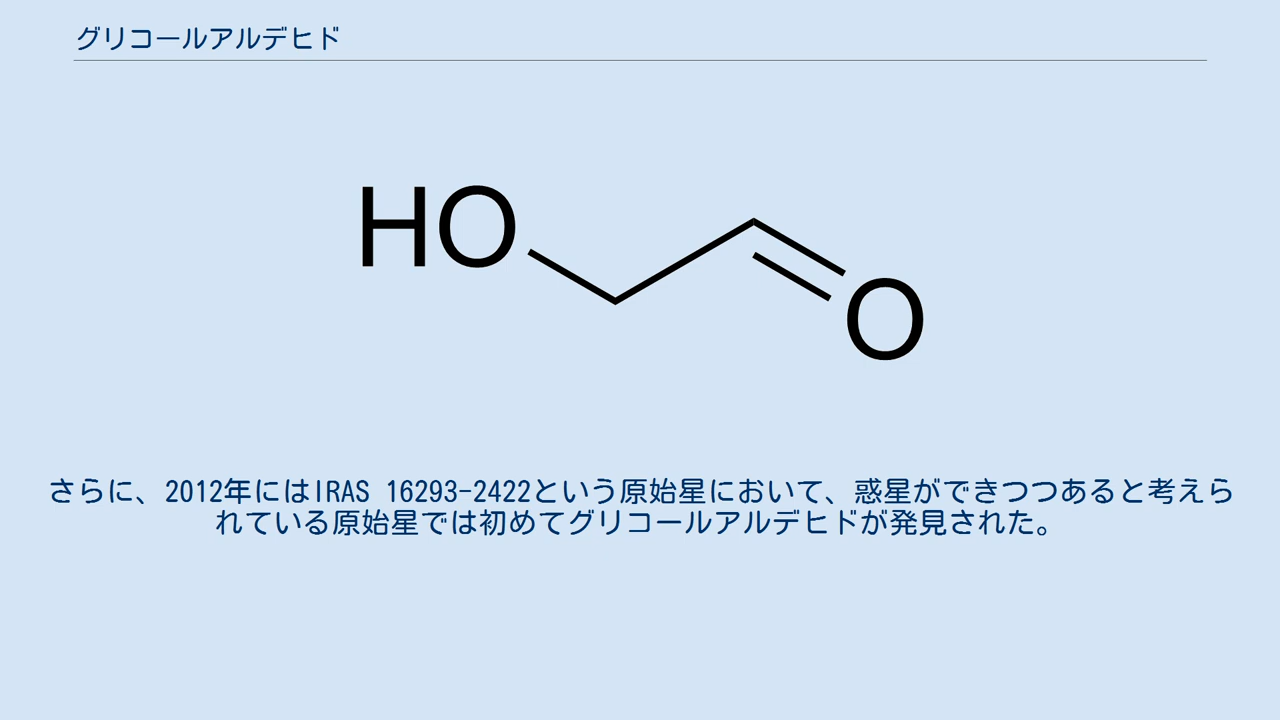 グリコールアルデヒド
HO
O
さらに、2012年にはIRAS 16293-2422という原始星において、惑星ができつつあると考えら
れている原始星では初めてグリコールアルデヒドが発見された。